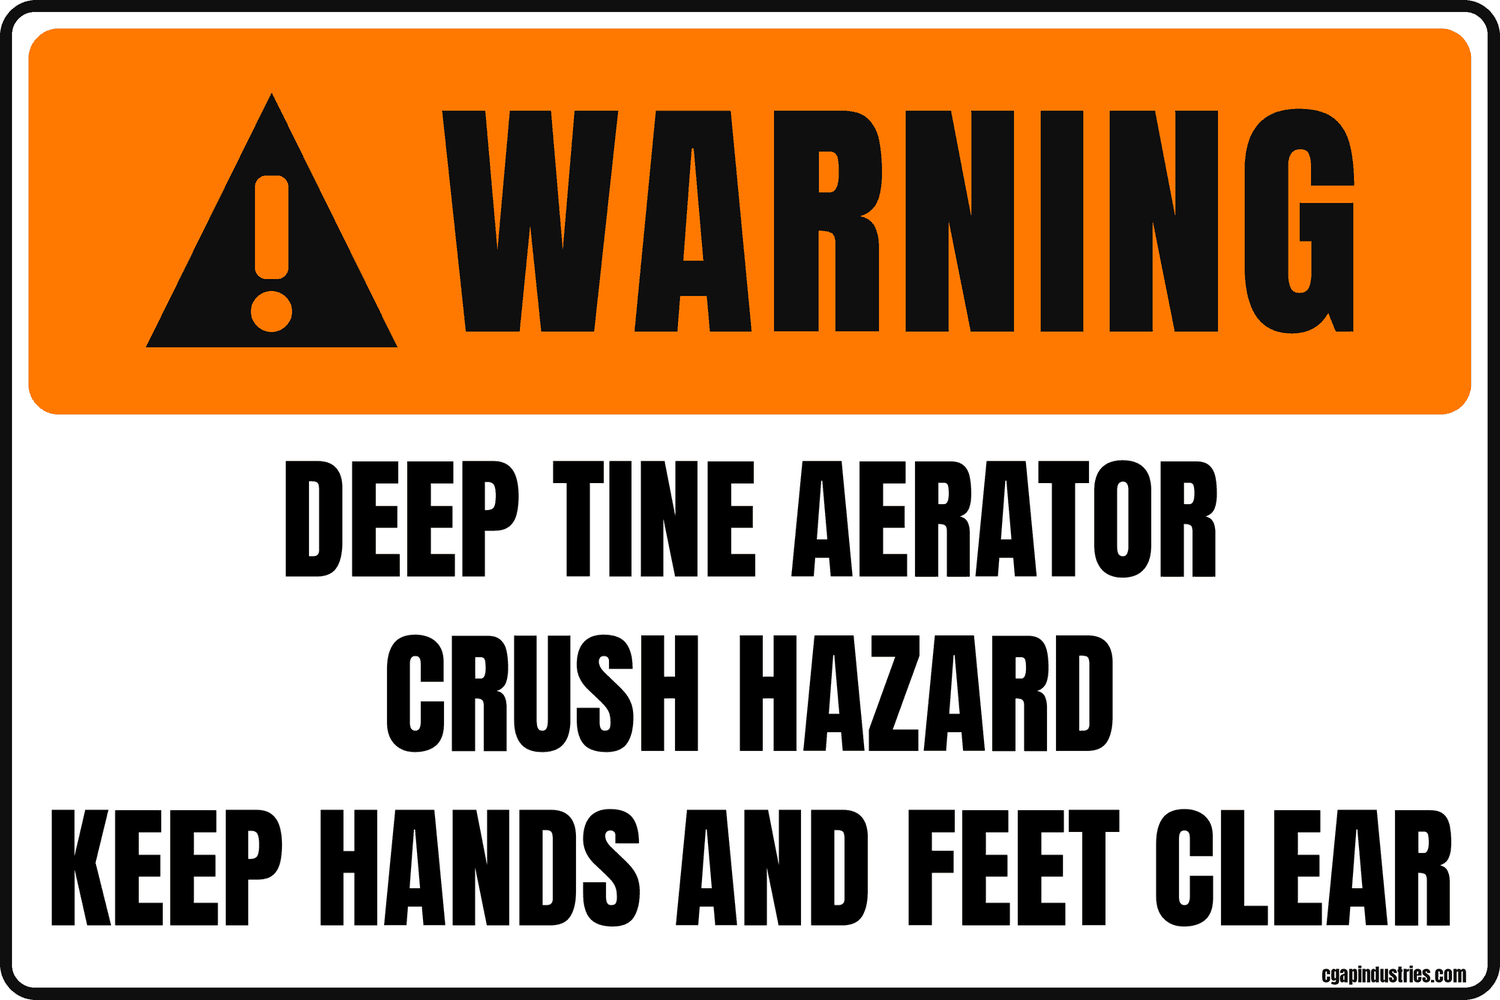 WARNING
DEEP TINE AERATOR
CRUSH HAZARD
KEEP HANDS AND FEET CLEAR
cgapindustries.com